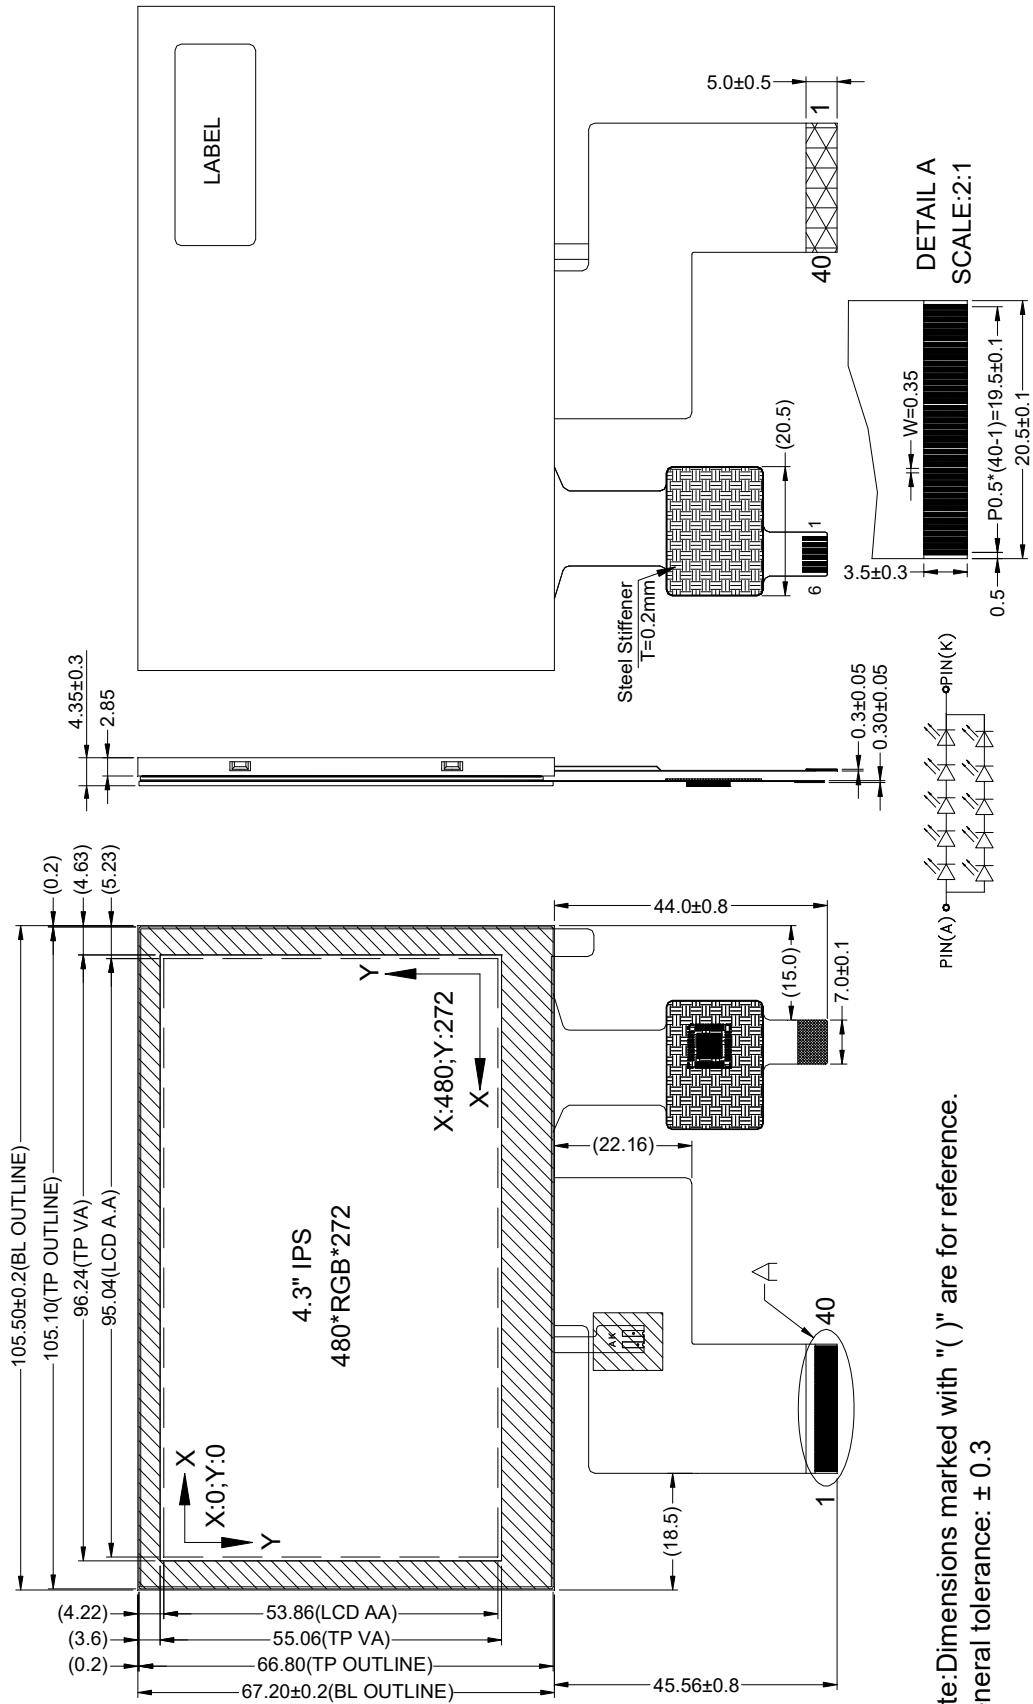 LABEL
5.0±0.5
40
1
DETAIL A
SCALE:2:1
W=0.35
3.5±0.3
0.5
P0.5*(40-1)=19.5±0.1
20.5±0.1
(20.5)
Steel Stiffener
T=0.2mm
6
1
4.35±0.3
2.85
0.3±0.05
0.30±0.05
PIN(A)
PIN(K)
105.50±0.2(BL OUTLINE)
105.10(TP OUTLINE)
96.24(TP VA)
95.04(LCD A.A)
(0.2)
(4.63)
(5.23)
X
X:0;Y:0
Y
4.3" IPS
480*RGB*272
Y
X:480;Y:272
X
(4.22)
53.86(LCD AA)
(3.6)
55.06(TP VA)
(0.2)
66.80(TP OUTLINE)
67.20±0.2(BL OUTLINE)
45.56±0.8
(18.5)
(22.16)
44.0±0.8
(15.0)
7.0±0.1
A K
A
1
40
te:Dimensions marked with "( )" are for reference.
neral tolerance: ± 0.3